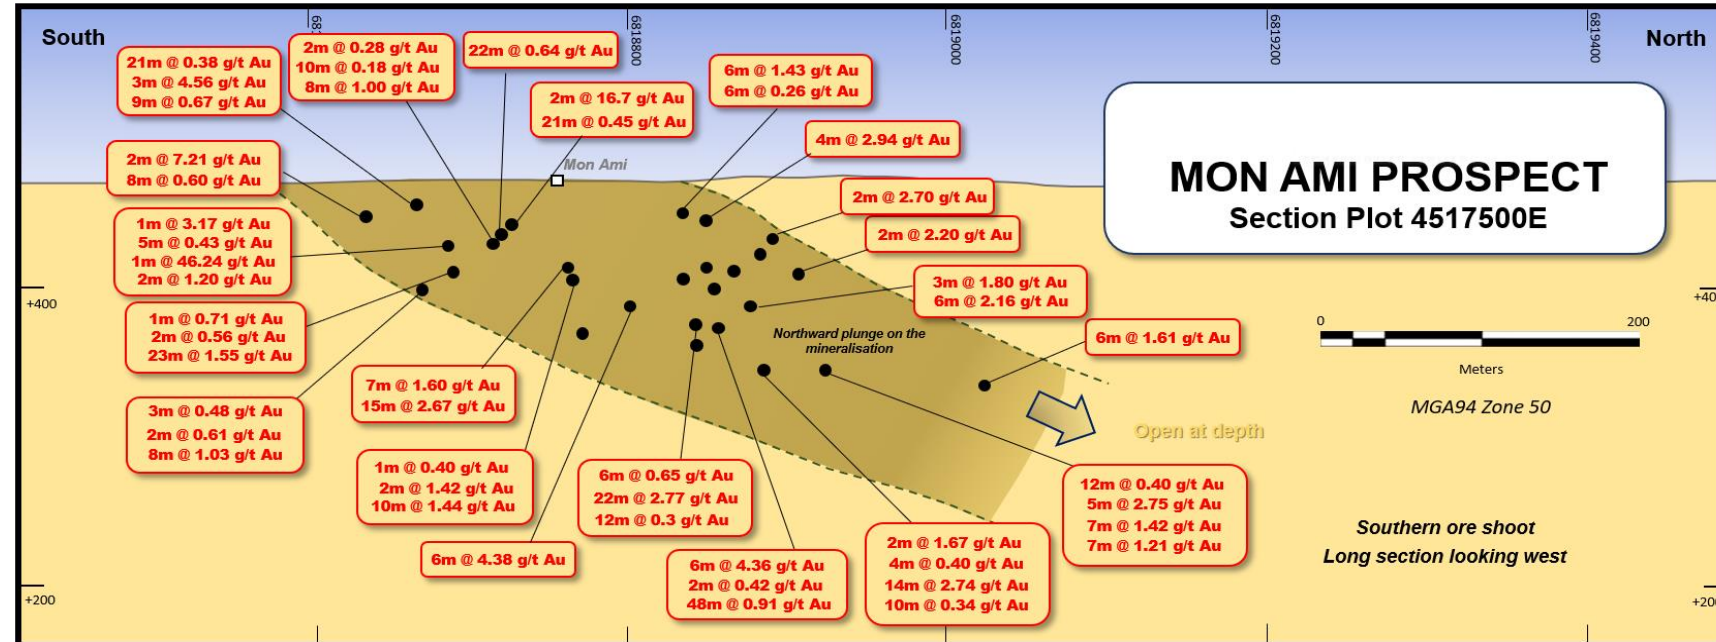 South
North
681
6818800
6819000
6819200
6819400
21m @ 0.38 g/t Au
3m @ 4.56 g/t Au
9m @ 0.67 g/t Au
2m @ 0.28 g/t Au
10m @ 0.18 g/t Au
8m @ 1.00 g/t Au
22m @ 0.64 g/t Au
2m @ 16.7 g/t Au
21m @ 0.45 g/t Au
6m @ 1.43 g/t Au
6m @ 0.26 g/t Au
4m @ 2.94 g/t Au
MON AMI PROSPECT
Section Plot 4517500E
Mon Ami
2m @ 7.21 g/t Au
8m @ 0.60 g/t Au
2m @ 2.70 g/t Au
2m @ 2.20 g/t Au
1m @ 3.17 g/t Au
5m @ 0.43 g/t Au
1m @ 46.24 g/t Au
2m @ 1.20 g/t Au
3m @ 1.80 g/t Au
6m @ 2.16 g/t Au
+400
+40
1m @ 0.71 g/t Au
2m @ 0.56 g/t Au
23m @ 1.55 g/t Au
Northward plunge on the
mineralisation
6m @ 1.61 g/t Au
0
200
Meters
MGA94 Zone 50
7m @ 1.60 g/t Au
15m @ 2.67 g/t Au
3m @ 0.48 g/t Au
2m @ 0.61 g/t Au
8m @ 1.03 g/t Au
Open at depth
1m @ 0.40 g/t Au
2m @ 1.42 g/t Au
10m @ 1.44 g/t Au
6m @ 0.65 g/t Au
22m @ 2.77 g/t Au
12m @ 0.3 g/t Au
12m @ 0.40 g/t Au
5m @ 2.75 g/t Au
7m @ 1.42 g/t Au
7m @ 1.21 g/t Au
6m @ 4.38 g/t Au
6m @ 4.36 g/t Au
2m @ 0.42 g/t Au
48m @ 0.91 g/t Au
2m @ 1.67 g/t Au
4m @ 0.40 g/t Au
14m @ 2.74 g/t Au
10m @ 0.34 g/t Au
Southern ore shoot
Long section looking west
+200
+20